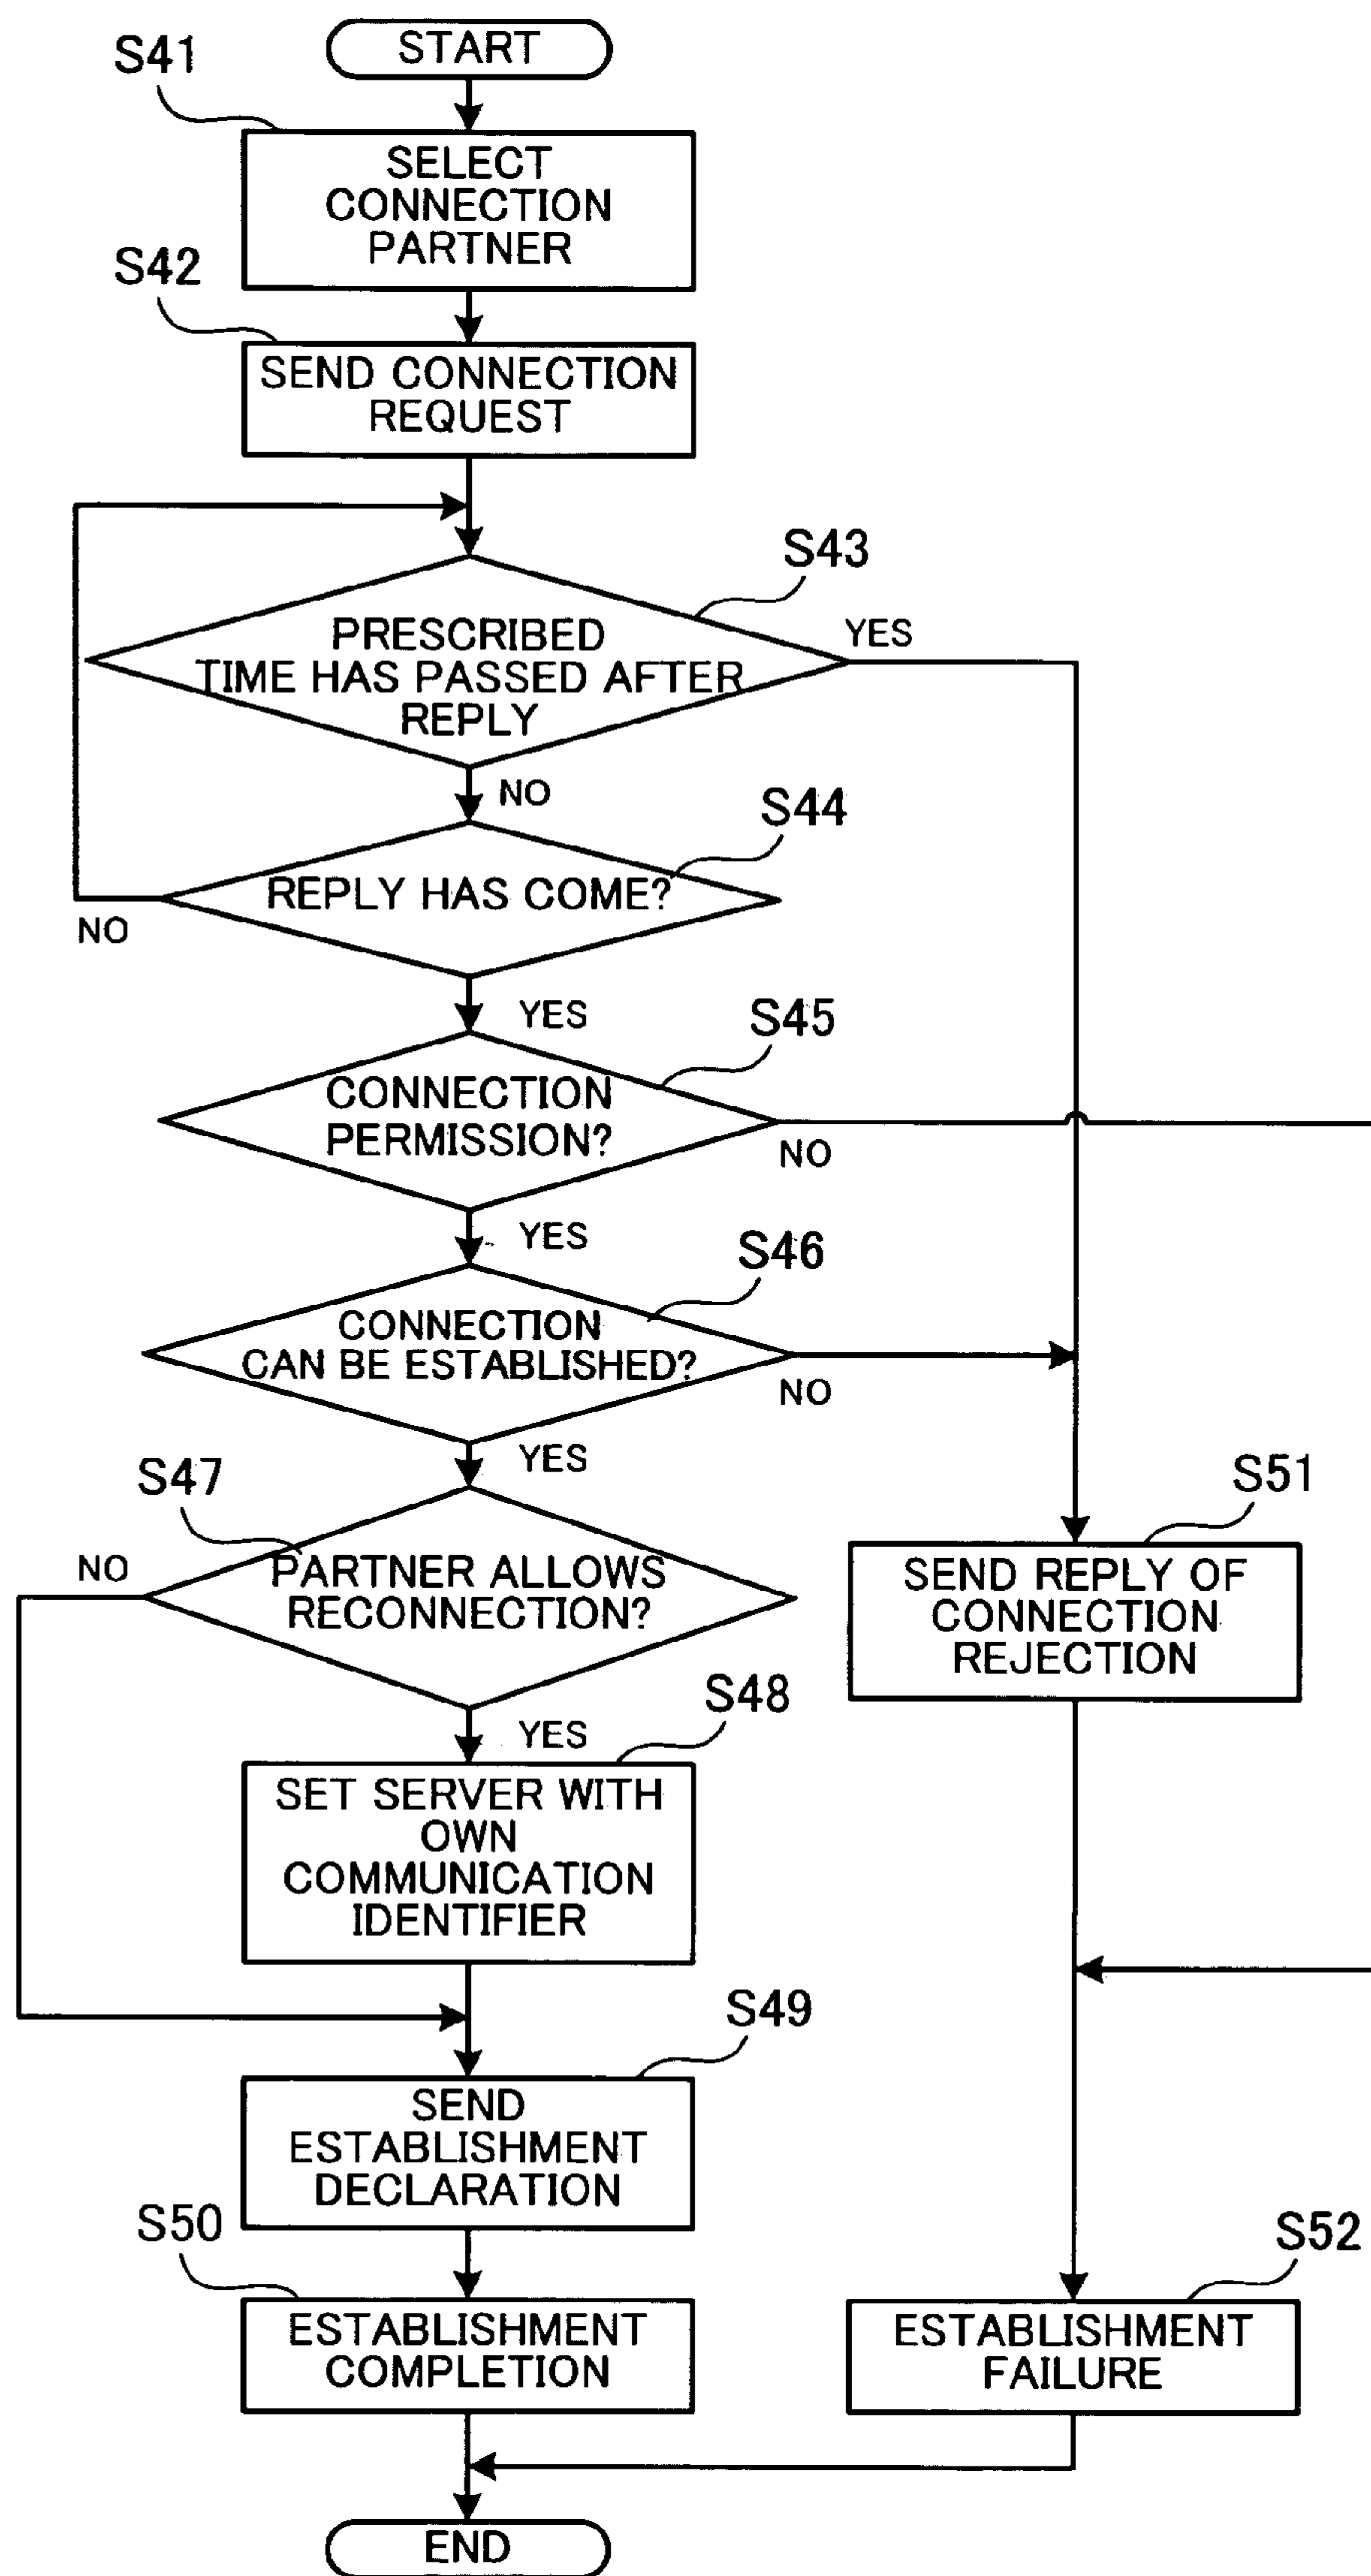 START
S41
SELECT
CONNECTION
PARTNER
S42
SEND CONNECTION
REQUEST
S43
PRESCRIBED
TIME HAS PASSED AFTER
REPLY
YES
NO
S44
REPLY HAS COME?
NO
YES
S45
CONNECTION
PERMISSION?
NO
YES
S46
CONNECTION
CAN BE ESTABLISHED?
NO
YES
S47
NO
PARTNER ALLOWS
RECONNECTION?
YES
S48
SET SERVER WITH
OWN
COMMUNICATION
IDENTIFIER
S49
SEND
ESTABLISHMENT
DECLARATION
S50
ESTABLISHMENT
COMPLETION
S51
SEND REPLY OF
CONNECTION
REJECTION
S52
ESTABLISHMENT
FAILURE
END